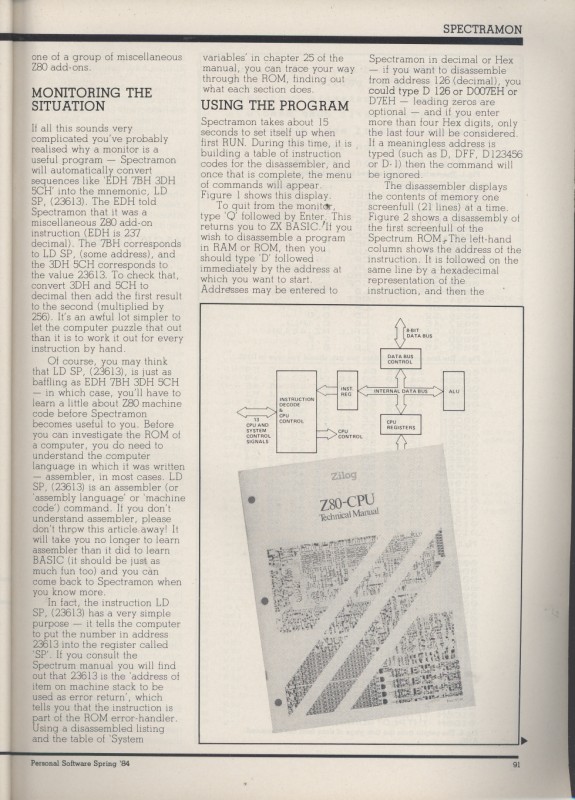 SPECTRAMON
one of a group of miscellaneous
Z80 add-ons.
MONITORING THE
SITUATION
If all this sounds very
complicated you've probably
realised why a monitor is a
useful program — Spectramon
will automatically convert
sequences like 'EDH 7BH 3DH
5CH' into the mnemonic, LD
SP, (23613). The EDH told
Spectramon that it was a
miscellaneous Z80 add-on
instruction (EDH is 237
decimal). The 7BH corresponds
to LD SP, (some address), and
the 3DH 5CH corresponds to
the value 23613. To check that,
convert 3DH and 5CH to
decimal then add the first result
to the second (multiplied by
256). It's an awful lot simpler to
let the computer puzzle that out
than it is to work it out for every
instruction by hand.
Of course, you may think
that LD SP, (23613), is just as
baffling as EDH 7BH 3DH 5CH
— in which case, you'll have to
learn a little about Z80 machine
code before Spectramon
becomes useful to you. Before
you can investigate the ROM of
a computer, you do need to
understand the computer
language in which it was written
— assembler, in most cases. LD
SP, (23613) is an assembler (or
'assembly language' or 'machine
code') command. If you don't
understand assembler, please
don't throw this article away! It
will take you no longer to learn
assembler than it did to learn
BASIC (it should be just as
much fun too) and you can
come back to Spectramon when
you know more.
In fact, the instruction LD
SP, (23613) has a very simple
purpose — it tells the computer
to put the number in address
23613 into the register called
'SP'. If you consult the
Spectrum manual you will find
out that 23613 is the 'address of
item on machine stack to be
used as error return', which
tells you that the instruction is
part of the ROM error-handler.
Using a disassembled listing
and the table of 'System
variables' in chapter 25 of the
manual, you can trace your way
through the ROM, finding out
what each section does.
USING THE PROGRAM
Spectramon takes about 15
seconds to set itself up when
first RUN. During this time, it is
building a table of instruction
codes for the disassembler, and
once that is complete, the menu
of commands will appear.
Figure 1 shows this display.
To quit from the monitor,
type 'Q' followed by Enter. This
returns you to ZX BASIC. If you
wish to disassemble a program
in RAM or ROM, then you
should type 'D' followed
immediately by the address at
which you want to start.
Addresses may be entered to
Spectramon in decimal or Hex
— if you want to disassemble
from address 126 (decimal), you
could type D 126 or D007EH or
D7EH — leading zeros are
optional — and if you enter
more than four Hex digits, only
the last four will be considered.
If a meaningless address is
typed (such as D, DFF, D123456
or D-1) then the command will
be ignored.
The disassembler displays
the contents of memory one
screenfull (21 lines) at a time.
Figure 2 shows a disassembly of
the first screenfull of the
Spectrum ROM. The left-hand
column shows the address of the
instruction. It is followed on the
same line by a hexadecimal
representation of the
instruction, and then the
8-BIT
DATA BUS
DATA BUS
CONTROL
INSTRUCTION
DECODE
&
CPU
CONTROL
INST.
REG.
INTERNAL DATA BUS
ALU
13
CPU AND
SYSTEM
CONTROL
SIGNALS
CPU
CONTROL
CPU
REGISTERS
Zilog
Z80-CPU
Technical Manual
Personal Software Spring '84
91